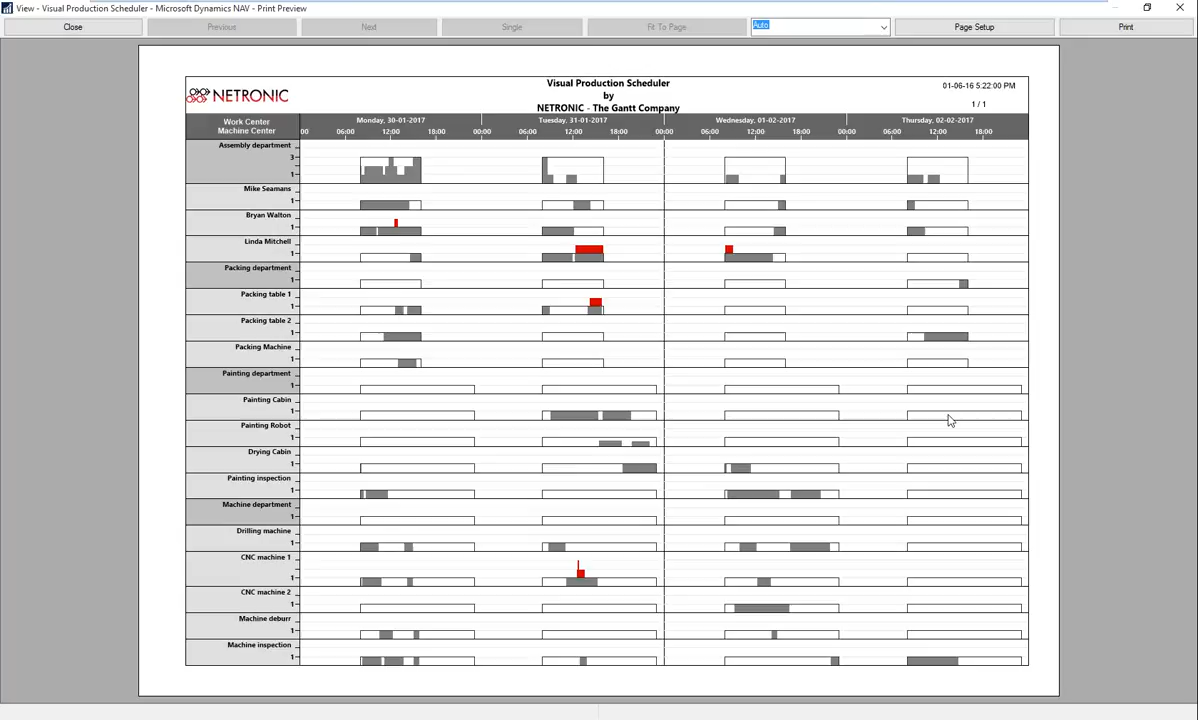 View - Visual Production Scheduler - Microsoft Dynamics NAV - Print Preview
Close
Previous
Next
Single
Fit To Page
Auto
Page Setup
Print
NETRONIC
Visual Production Scheduler
by
NETRONIC - The Gantt Company
01-06-16 5:22:00 PM
1 / 1
Work Center
Machine Center
Monday, 30-01-2017
Tuesday, 31-01-2017
Wednesday, 01-02-2017
Thursday, 02-02-2017
00 06:00 12:00 18:00 00:00 06:00 12:00 18:00 00:00 06:00 12:00 18:00 00:00 06:00 12:00 18:00
Assembly department
3
1
Mike Seamans
1
Bryan Walton
1
Linda Mitchell
1
Packing department
1
Packing table 1
1
Packing table 2
1
Packing Machine
1
Painting department
1
Painting Cabin
1
Painting Robot
1
Drying Cabin
1
Painting inspection
1
Machine department
1
Drilling machine
1
CNC machine 1
1
CNC machine 2
1
Machine deburr
1
Machine inspection
1